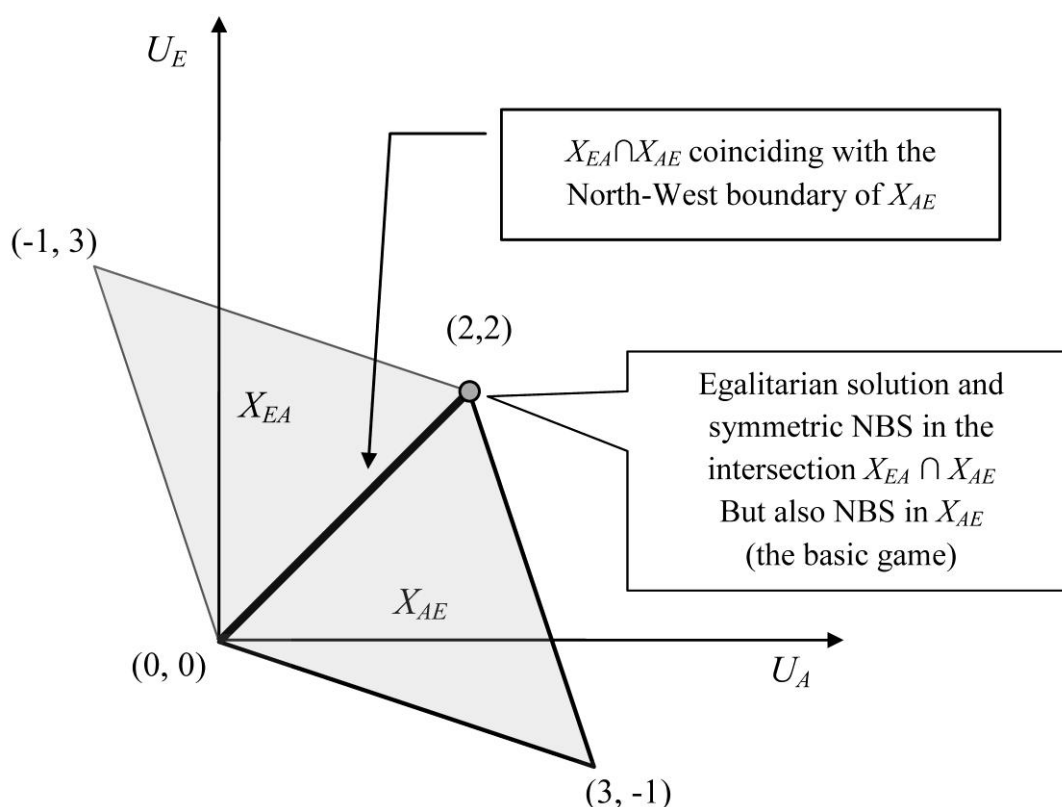 U_E
X_EA∩X_AE coinciding with the
North-West boundary of X_AE
(-1, 3)
(2,2)
Egalitarian solution and
symmetric NBS in the
intersection X_EA ∩ X_AE
But also NBS in X_AE
(the basic game)
X_EA
X_AE
(0, 0)
U_A
(3, -1)